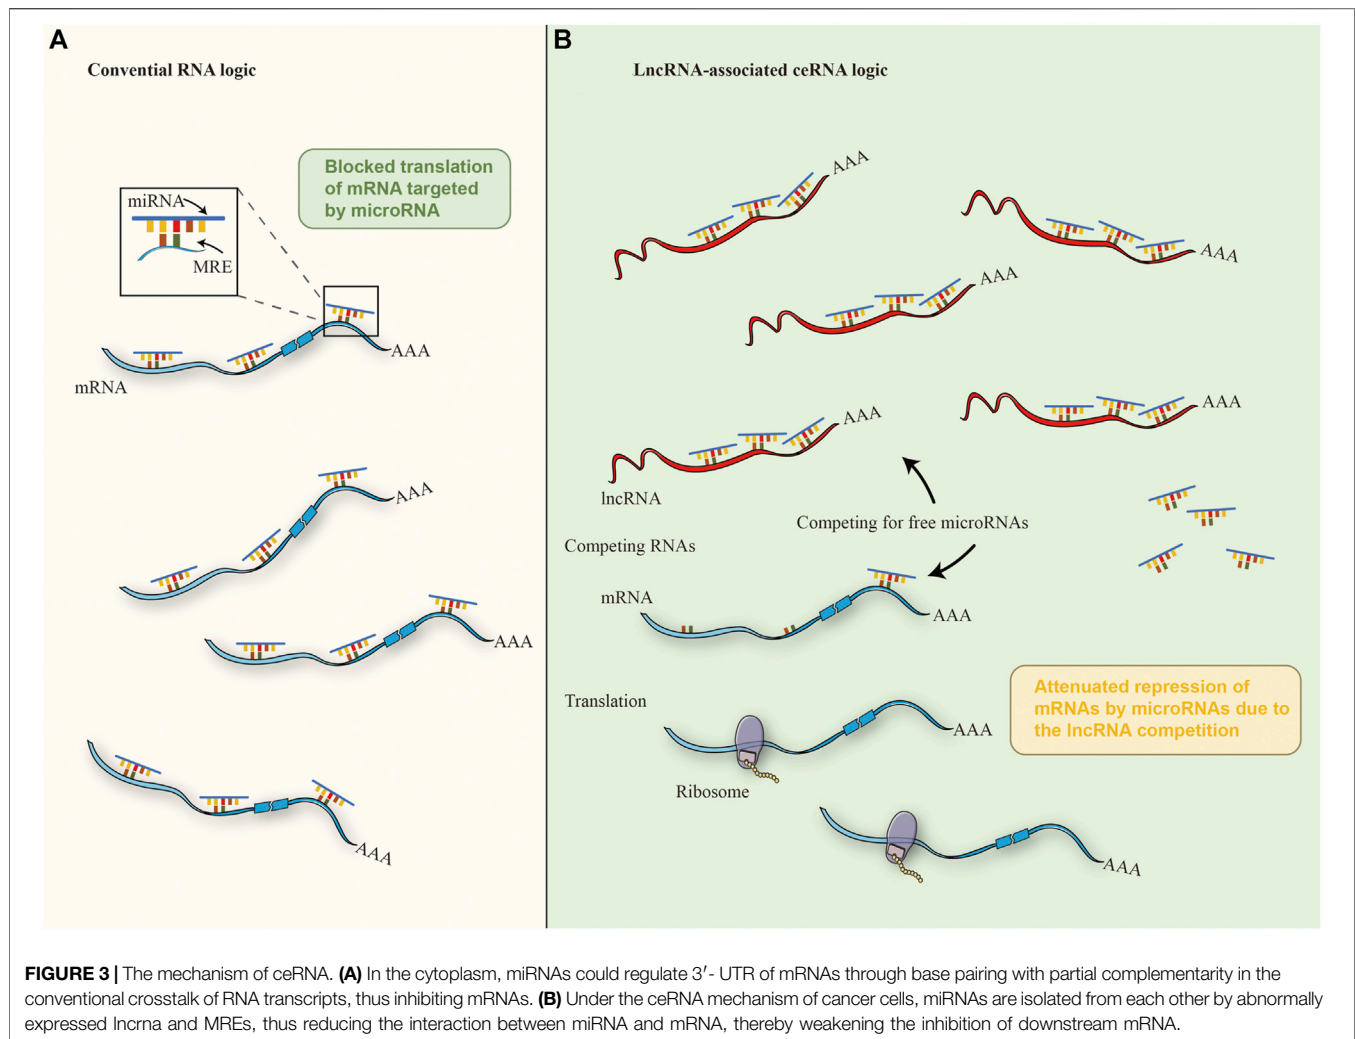 A
Convential RNA logic
Blocked translation
of mRNA targeted
by microRNA
miRNA
MRE
AAA
mRNA
AAA
AAA
AAA
B
LncRNA-associated ceRNA logic
AAA
AAA
AAA
AAA
AAA
lncRNA
Competing for free microRNAs
Competing RNAs
mRNA
AAA
Attenuated repression of
mRNAs by microRNAs due to
the lncRNA competition
Translation
AAA
Ribosome
AAA
FIGURE 3 | The mechanism of ceRNA. (A) In the cytoplasm, miRNAs could regulate 3′- UTR of mRNAs through base pairing with partial complementarity in the
conventional crosstalk of RNA transcripts, thus inhibiting mRNAs. (B) Under the ceRNA mechanism of cancer cells, miRNAs are isolated from each other by abnormally
expressed lncrna and MREs, thus reducing the interaction between miRNA and mRNA, thereby weakening the inhibition of downstream mRNA.